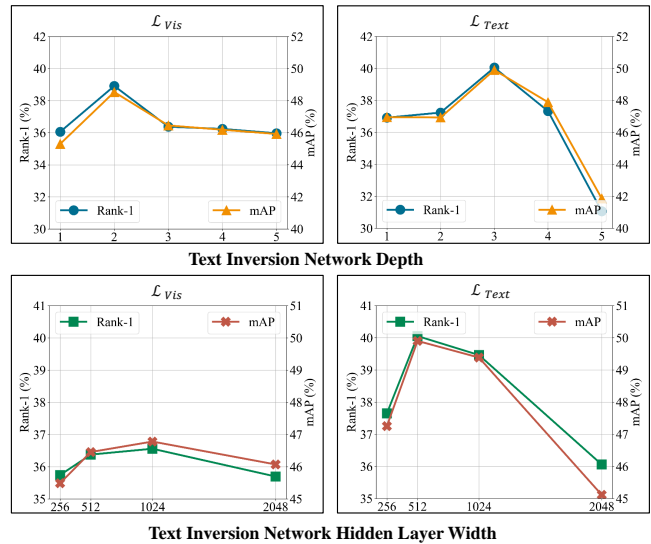 ℒ Vis
42
40
38
36
34
32
30
Rank-1 (%)
52
50
48
46
44
42
40
mAP (%)
Rank-1
mAP
1 2 3 4 5
ℒ Text
42
40
38
36
34
32
30
Rank-1 (%)
52
50
48
46
44
42
40
mAP (%)
Rank-1
mAP
1 2 3 4 5
Text Inversion Network Depth
ℒ Vis
41
40
39
38
37
36
35
Rank-1 (%)
51
50
49
48
47
46
45
mAP (%)
Rank-1
mAP
256 512 1024 2048
ℒ Text
41
40
39
38
37
36
35
Rank-1 (%)
51
50
49
48
47
46
45
mAP (%)
Rank-1
mAP
256 512 1024 2048
Text Inversion Network Hidden Layer Width